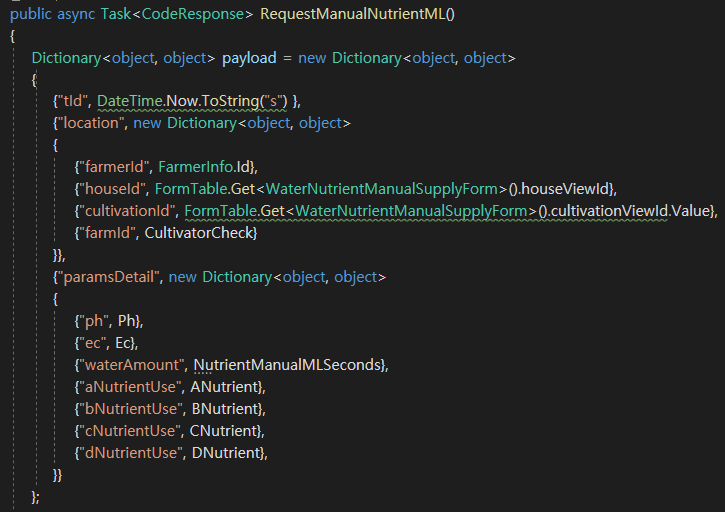 public async Task<CodeResponse> RequestManualNutrientML()
{
Dictionary<object, object> payload = new Dictionary<object, object>
{
{"tId", DateTime.Now.ToString("s") },
{"location", new Dictionary<object, object>
{
{"farmerId", FarmerInfo.Id},
{"houseId", FormTable.Get<WaterNutrientManualSupplyForm>().houseViewId},
{"cultivationId", FormTable.Get<WaterNutrientManualSupplyForm>().cultivationViewId.Value},
{"farmId", CultivatorCheck}
}},
{"paramsDetail", new Dictionary<object, object>
{
{"ph", Ph},
{"ec", Ec},
{"waterAmount", NutrientManualMLSeconds},
{"aNutrientUse", ANutrient},
{"bNutrientUse", BNutrient},
{"cNutrientUse", CNutrient},
{"dNutrientUse", DNutrient},
}}
};